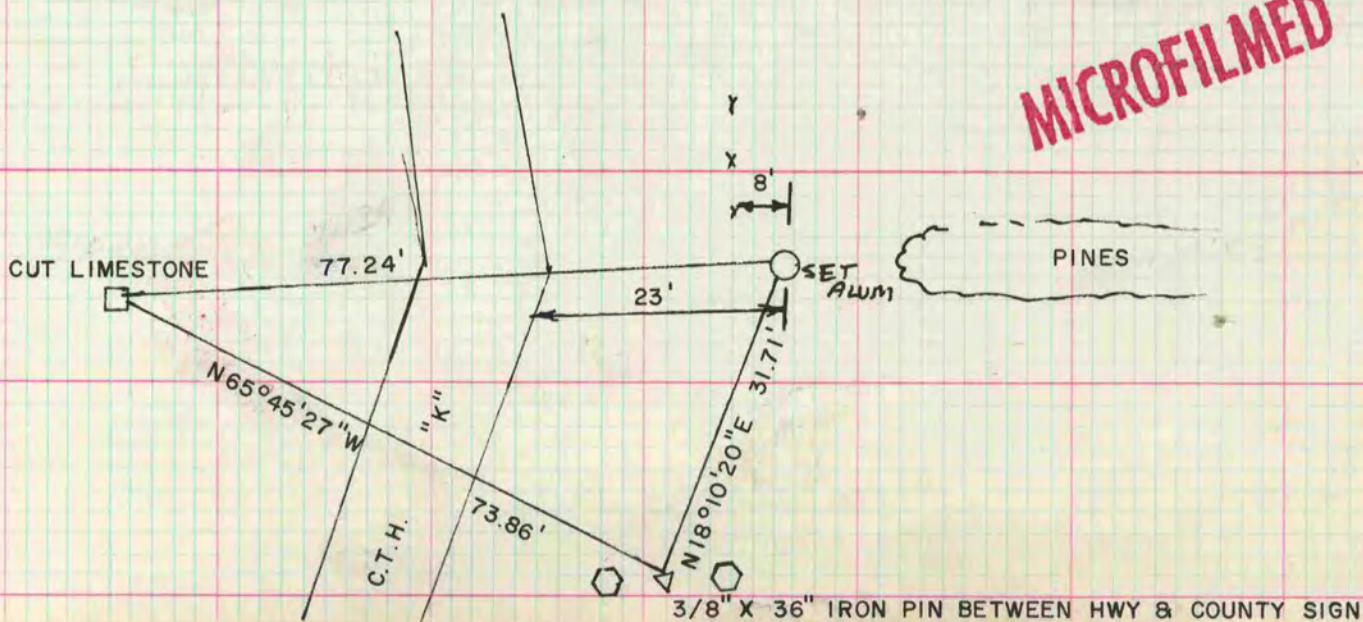 MICROFILMED
8'
CUT LIMESTONE
77.24'
SET
ALUM
PINES
23'
N65°45'27"W
"K"
31.71'
N18°10'20"E
73.86'
C.T.H.
3/8" X 36" IRON PIN BETWEEN HWY & COUNTY SIGN